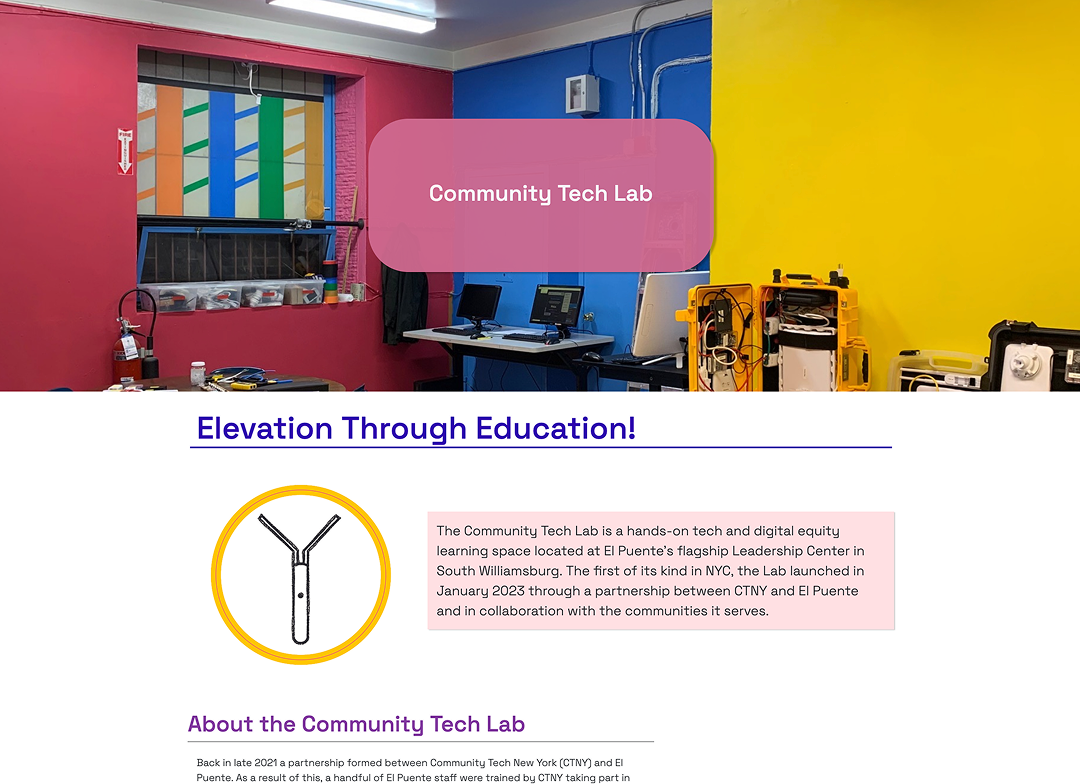 FIRE
Community Tech Lab
Elevation Through Education!
The Community Tech Lab is a hands-on tech and digital equity
learning space located at El Puente's flagship Leadership Center in
South Williamsburg. The first of its kind in NYC, the Lab launched in
January 2023 through a partnership between CTNY and El Puente
and in collaboration with the communities it serves.
About the Community Tech Lab
Back in late 2021 a partnership formed between Community Tech New York (CTNY) and El
Puente. As a result of this, a handful of El Puente staff were trained by CTNY taking part in